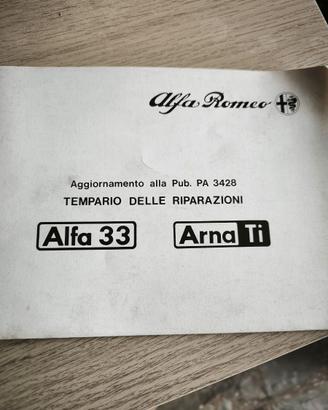 Alfa Romeo
Aggiornamento alla Pub. PA 3428
TEMPARIO DELLE RIPARAZIONI
Alfa 33 Arna Ti